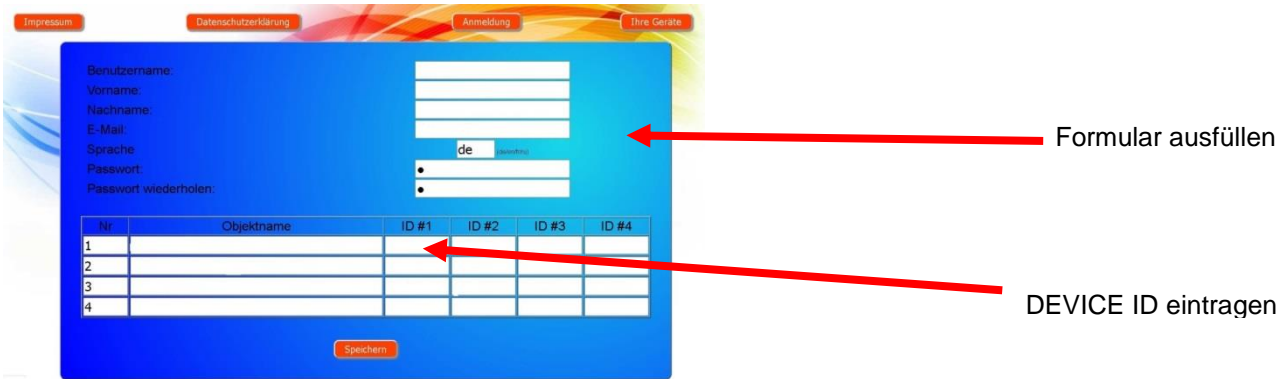 Impressum Datenschutzerklärung Anmeldung Ihre Geräte
Benutzername:
Vorname:
Nachname:
E-Mail:
Sprache de
Passwort: •
Passwort wiederholen: •
Formular ausfüllen
Nr Objektname ID #1 ID #2 ID #3 ID #4
1
2
3
4
DEVICE ID eintragen
Speichern